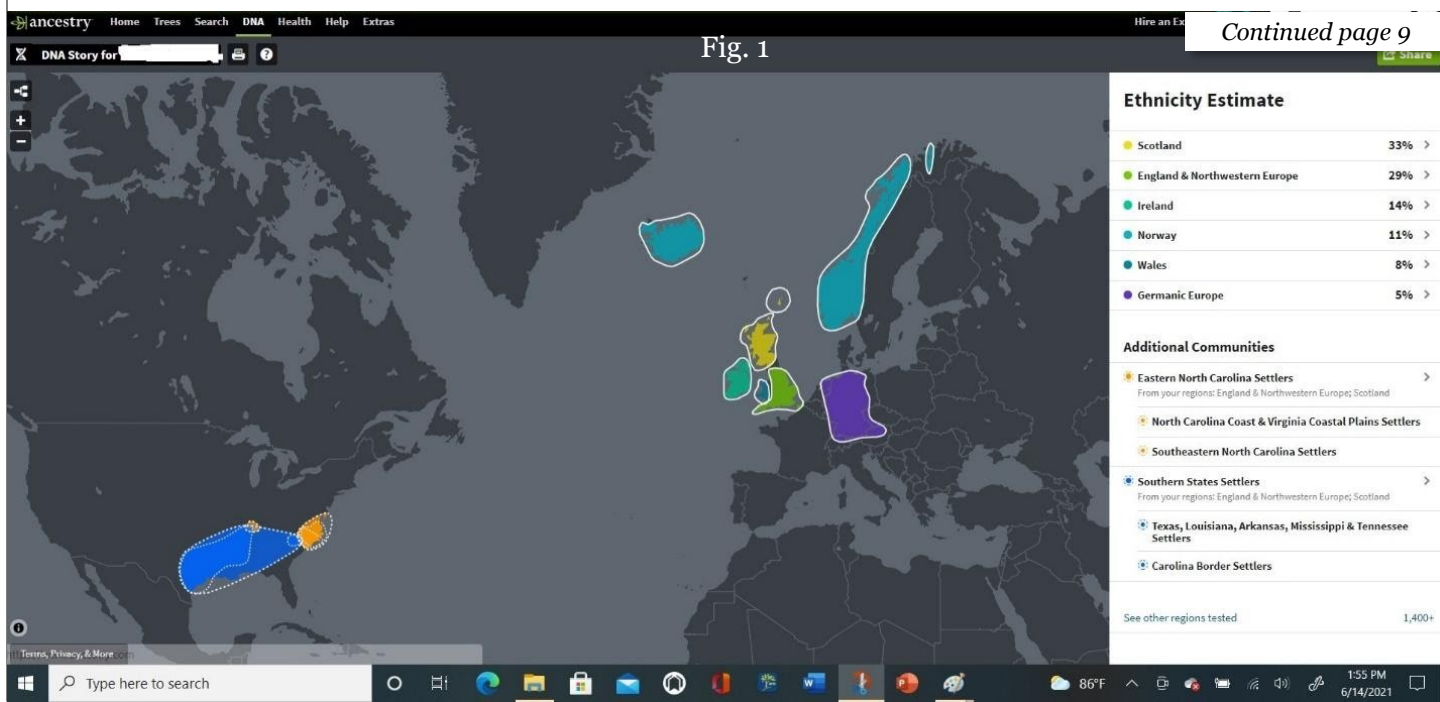 ancestry Home Trees Search DNA Health Help Extras Hire an Ex
Continued page 9
DNA Story for
Fig. 1
Share
Ethnicity Estimate
Scotland 33%
England & Northwestern Europe 29%
Ireland 14%
Norway 11%
Wales 8%
Germanic Europe 5%
Additional Communities
Eastern North Carolina Settlers
From your regions: England & Northwestern Europe; Scotland
North Carolina Coast & Virginia Coastal Plains Settlers
Southeastern North Carolina Settlers
Southern States Settlers
From your regions: England & Northwestern Europe; Scotland
Texas, Louisiana, Arkansas, Mississippi & Tennessee
Settlers
Carolina Border Settlers
See other regions tested 1,400+
Terms, Privacy, & More
Type here to search 86°F 1:55 PM
6/14/2021